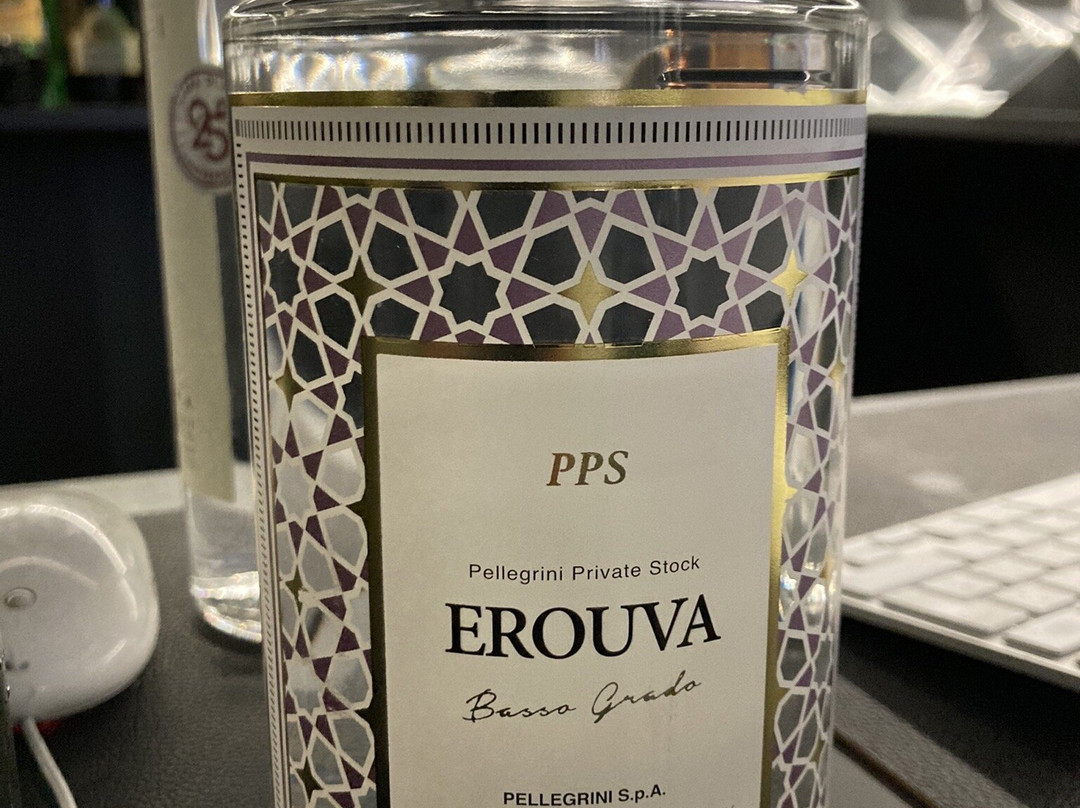 25
PPS
Pellegrini Private Stock
EROUVA
Basso Grado
PELLEGRINI S.p.A.